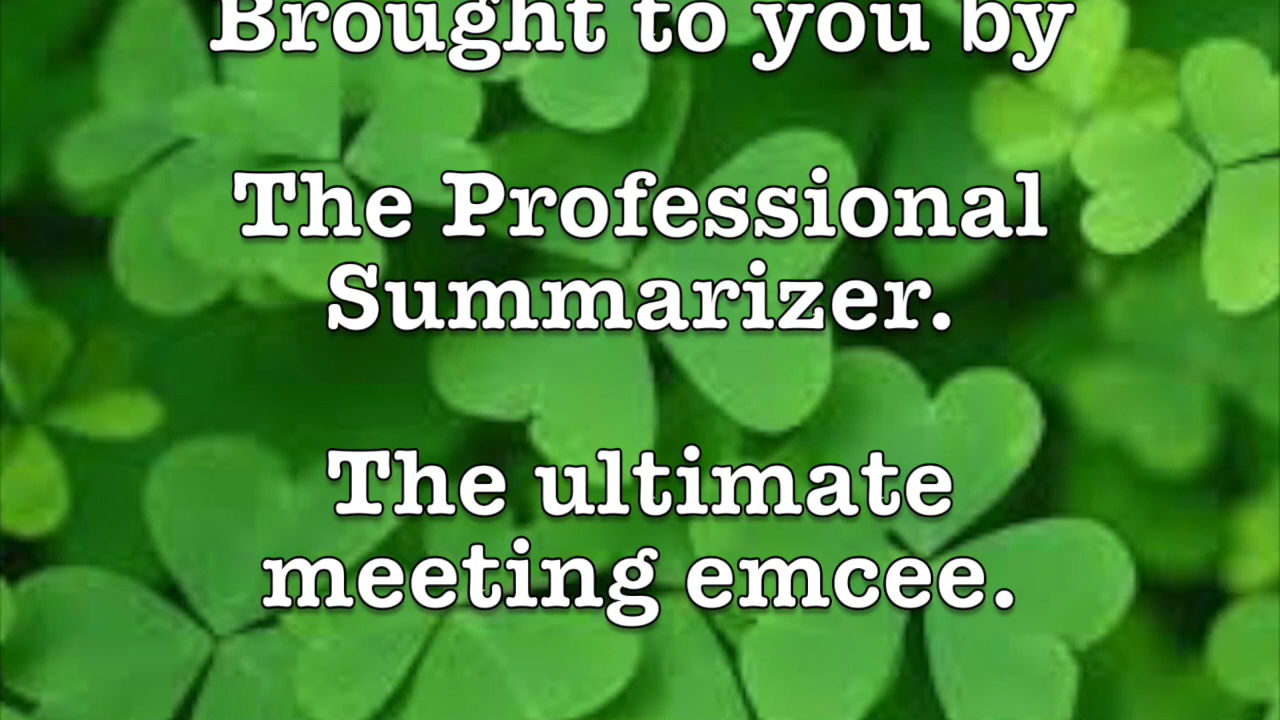 Brought to you by
The Professional
Summarizer.
The ultimate
meeting emcee.